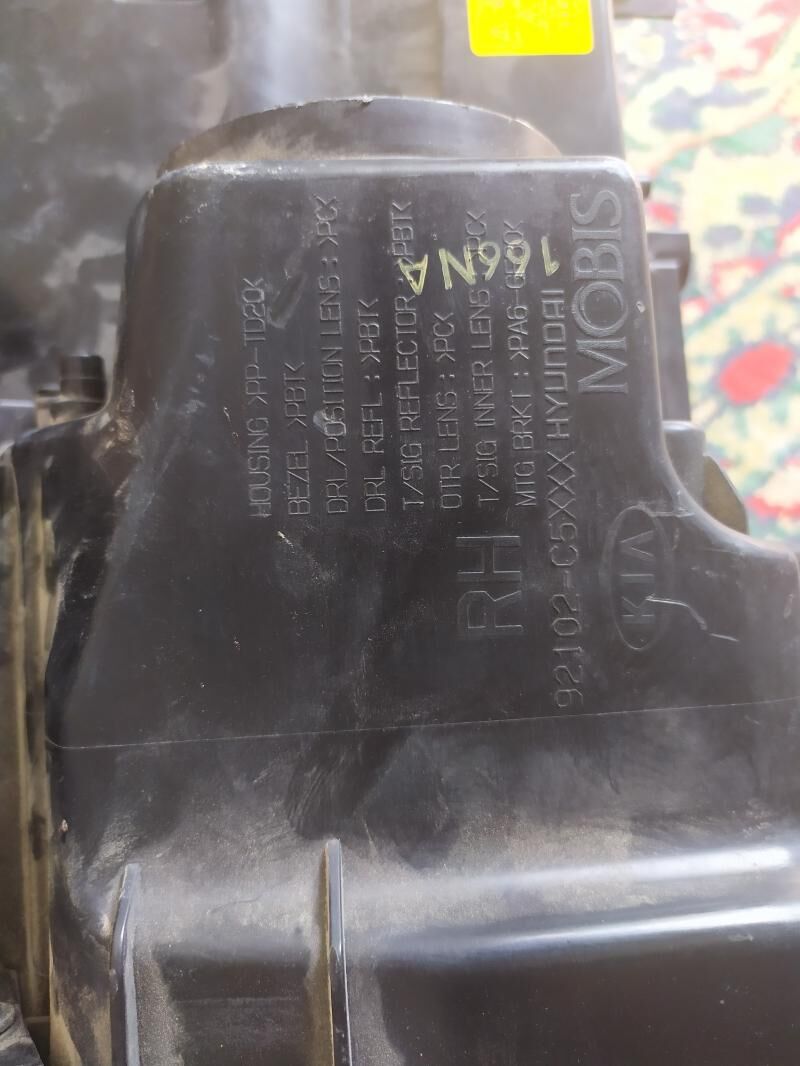 HOUSING >PP-TD20<
BEZEL >PBT<
DRL/POSITION LENS : >PC<
DRL REFL : >PBT<
T/SIG REFLECTOR : >PBT<
OTR LENS : >PC<
T/SIG INNER LENS : >PC<
MTG BRKT : >PA6-GF30<
166NA
RH
92102-C5XXX HYUNDAI
KIA
MOBIS